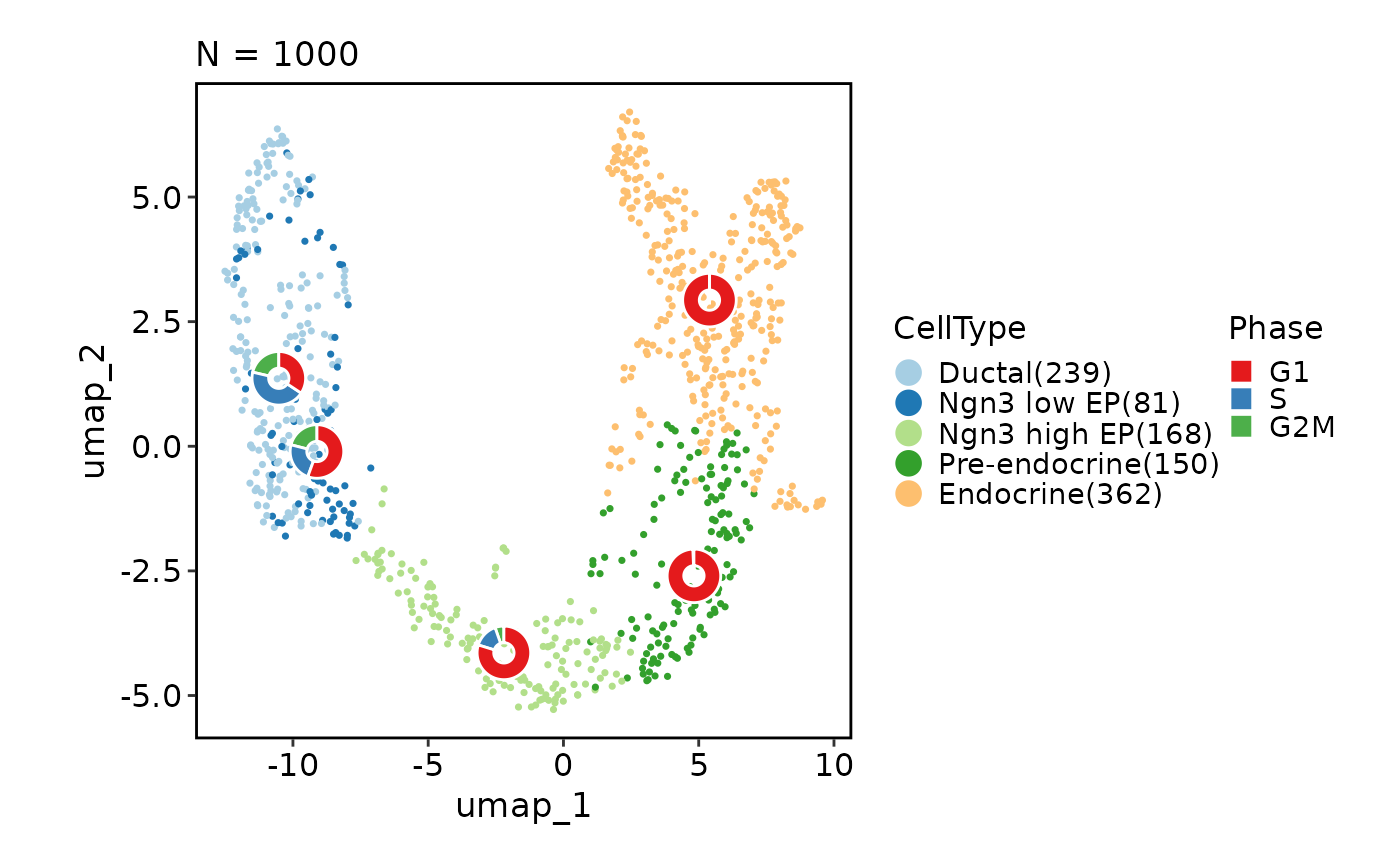 N = 1000
umap_2
5.0
2.5
0.0
-2.5
-5.0
-10
-5
0
5
10
umap_1
CellType
Ductal(239)
Ngn3 low EP(81)
Ngn3 high EP(168)
Pre-endocrine(150)
Endocrine(362)
Phase
G1
S
G2M